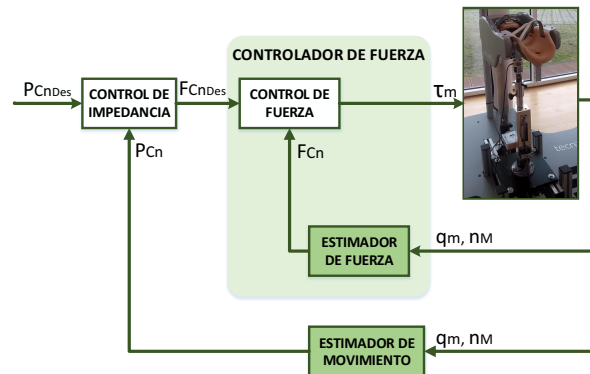 CONTROLADOR DE FUERZA
PCnDes
CONTROL DE
IMPEDANCIA
FCnDes
CONTROL DE
FUERZA
τm
PCn
FCn
ESTIMADOR
DE FUERZA
qm, nM
ESTIMADOR DE
MOVIMIENTO
qm, nM